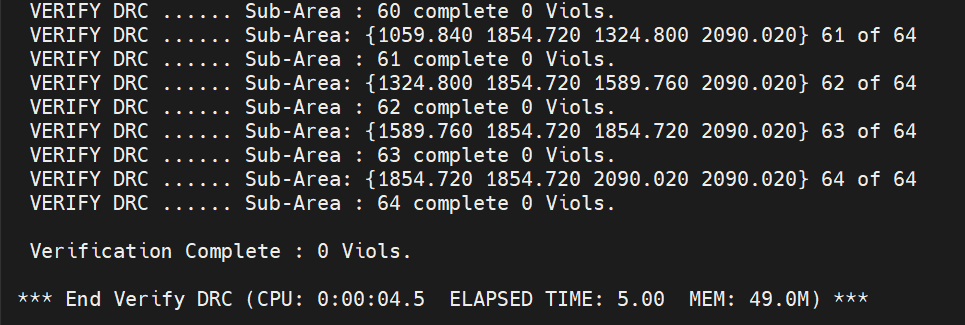 VERIFY DRC ...... Sub-Area : 60 complete 0 Viols.
VERIFY DRC ...... Sub-Area: {1059.840 1854.720 1324.800 2090.020} 61 of 64
VERIFY DRC ...... Sub-Area : 61 complete 0 Viols.
VERIFY DRC ...... Sub-Area: {1324.800 1854.720 1589.760 2090.020} 62 of 64
VERIFY DRC ...... Sub-Area : 62 complete 0 Viols.
VERIFY DRC ...... Sub-Area: {1589.760 1854.720 1854.720 2090.020} 63 of 64
VERIFY DRC ...... Sub-Area : 63 complete 0 Viols.
VERIFY DRC ...... Sub-Area: {1854.720 1854.720 2090.020 2090.020} 64 of 64
VERIFY DRC ...... Sub-Area : 64 complete 0 Viols.

Verification Complete : 0 Viols.

*** End Verify DRC (CPU: 0:00:04.5  ELAPSED TIME: 5.00  MEM: 49.0M) ***